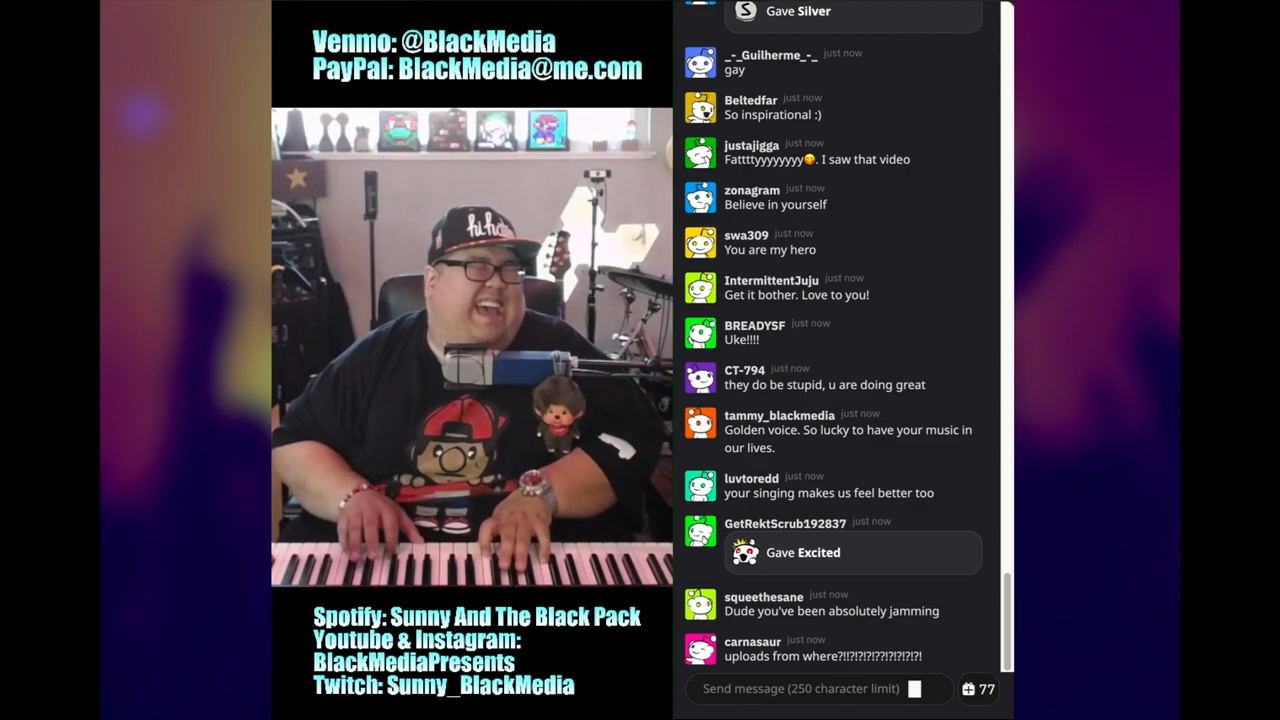 Venmo: @BlackMedia
PayPal: BlackMedia@me.com
Spotify: Sunny And The Black Pack
Youtube & Instagram:
BlackMediaPresents
Twitch: Sunny_BlackMedia
S Gave Silver
_-_Guilherme_-_ just now
gay
Beltedfar just now
So inspirational :)
justajigga just now
Fattttyyyyyyyy😋. I saw that video
zonagram just now
Believe in yourself
swa309 just now
You are my hero
IntermittentJuju just now
Get it bother. Love to you!
BREADYSF just now
Uke!!!!
CT-794 just now
they do be stupid, u are doing great
tammy_blackmedia just now
Golden voice. So lucky to have your music in
our lives.
luvtoredd just now
your singing makes us feel better too
GetRektScrub192837 just now
Gave Excited
squeethesane just now
Dude you've been absolutely jamming
carnasaur just now
uploads from where?!!?!?!?!??!?!?!?!?!
Send message (250 character limit)
77